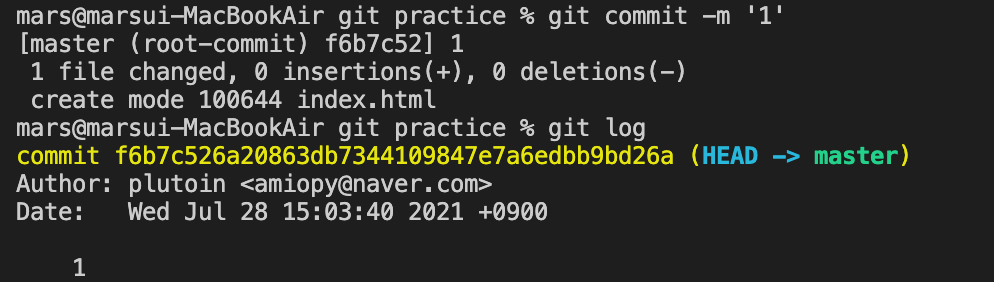 mars@marsui-MacBookAir git practice % git commit -m '1'
[master (root-commit) f6b7c52] 1
 1 file changed, 0 insertions(+), 0 deletions(-)
 create mode 100644 index.html
mars@marsui-MacBookAir git practice % git log
commit f6b7c526a20863db7344109847e7a6edbb9bd26a (HEAD -> master)
Author: plutoin <amiopy@naver.com>
Date:   Wed Jul 28 15:03:40 2021 +0900
    1